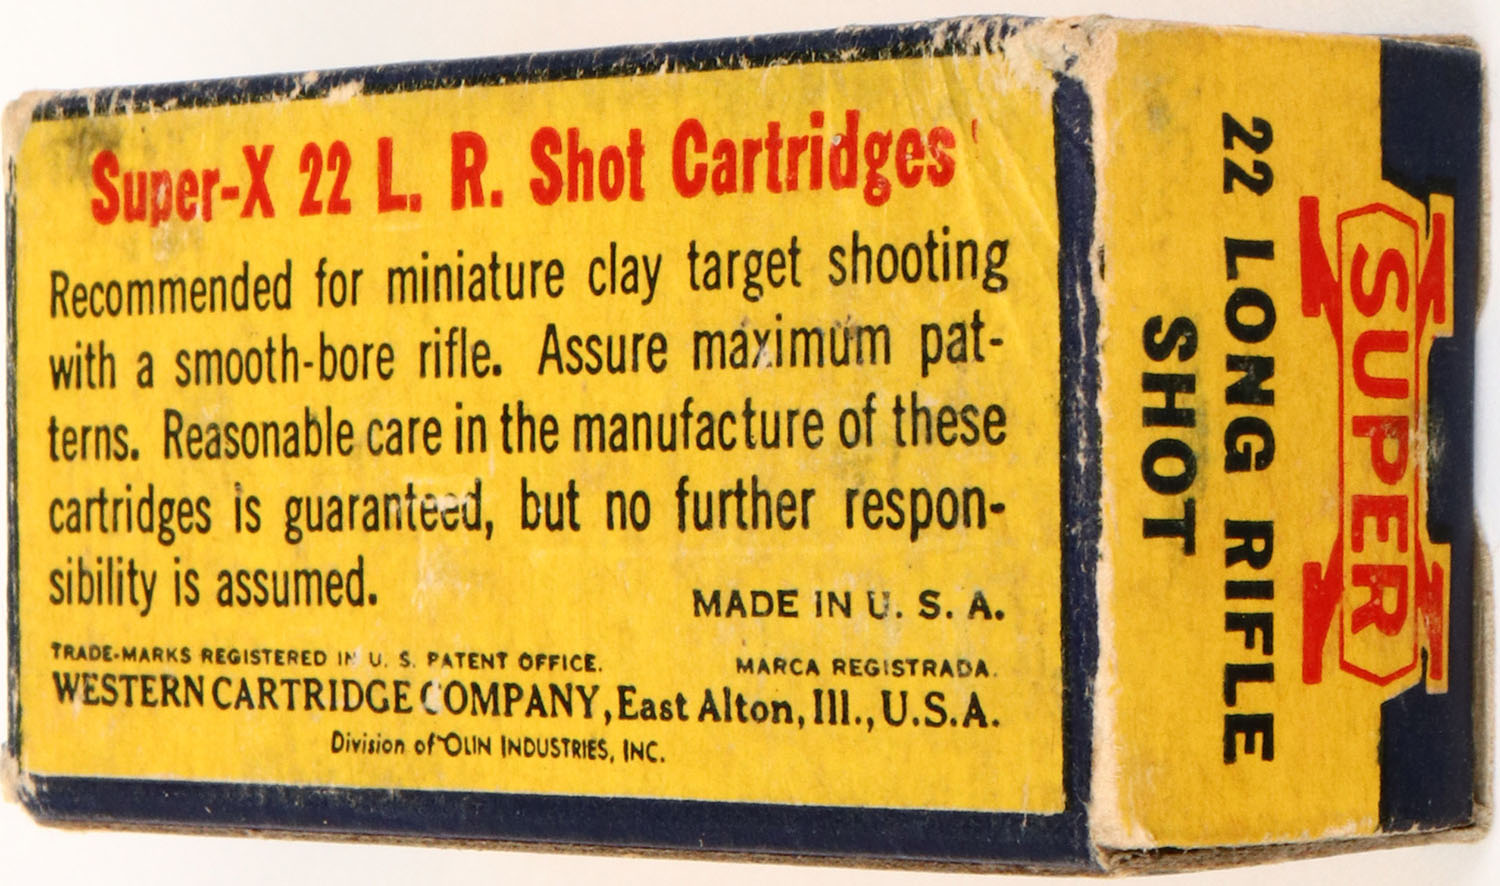 Super-X 22 L. R. Shot Cartridges
Recommended for miniature clay target shooting
with a smooth-bore rifle. Assure maximum pat-
terns. Reasonable care in the manufacture of these
cartridges is guaranteed, but no further respon-
sibility is assumed.
MADE IN U. S. A.
TRADE-MARKS REGISTERED IN U. S. PATENT OFFICE. MARCA REGISTRADA.
WESTERN CARTRIDGE COMPANY, East Alton, Ill., U.S.A.
Division of OLIN INDUSTRIES, INC.
SUPER X
22 LONG RIFLE
SHOT